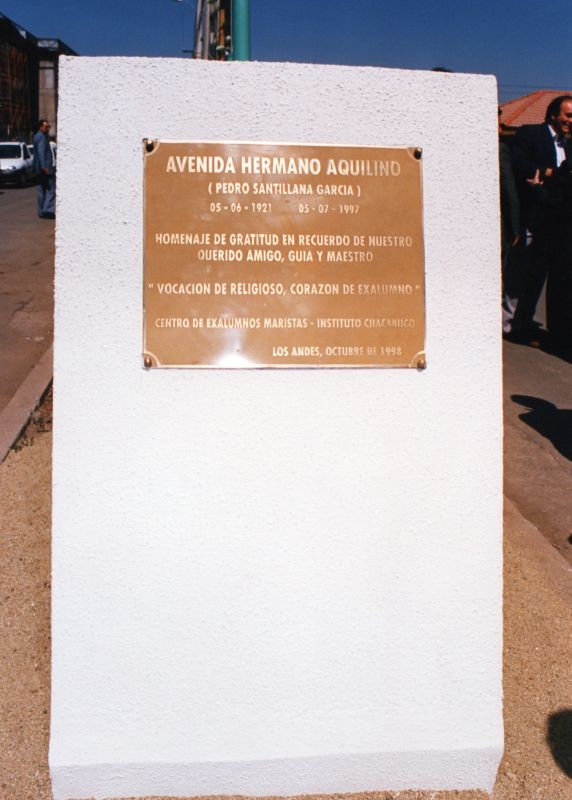 AVENIDA HERMANO AQUILINO
( PEDRO SANTILLANA GARCIA )
05 - 06 - 1921 05 - 07 - 1997
HOMENAJE DE GRATITUD EN RECUERDO DE NUESTRO
QUERIDO AMIGO, GUIA Y MAESTRO
" VOCACION DE RELIGIOSO, CORAZON DE EXALUMNO "
CENTRO DE EXALUMNOS MARISTAS - INSTITUTO CHACABUCO
LOS ANDES, OCTUBRE DE 1998